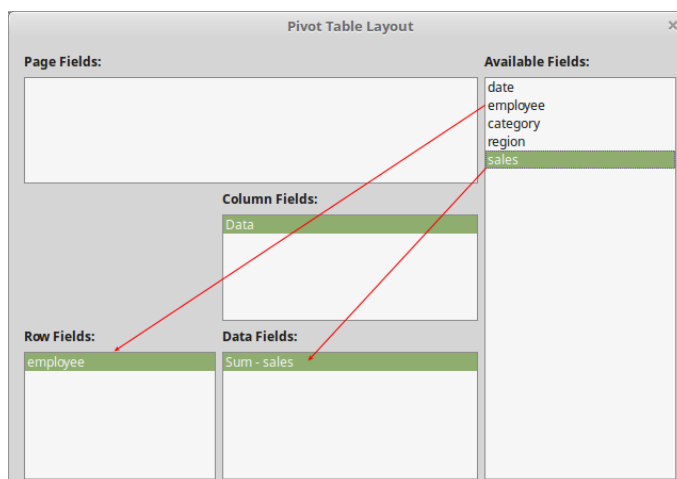 Pivot Table Layout
Page Fields:
Available Fields:
date
employee
category
region
sales
Column Fields:
Data
Row Fields:
employee
Data Fields:
Sum - sales